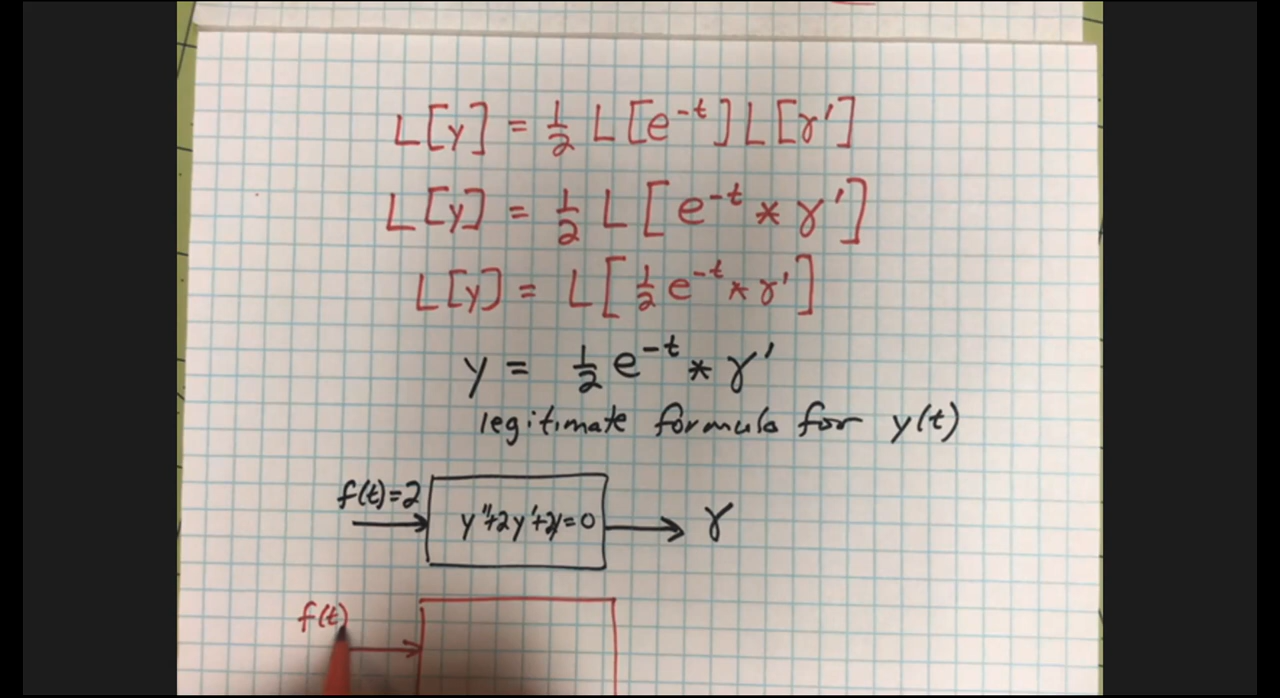 L[y] = 1/2 L[e^-t] L[γ']
L[y] = 1/2 L[e^-t * γ']
L[y] = L[1/2 e^-t * γ']
y = 1/2 e^-t * γ'
legitimate formula for y(t)
f(t)=2
y''+2y'+2y=0
γ
f(t)